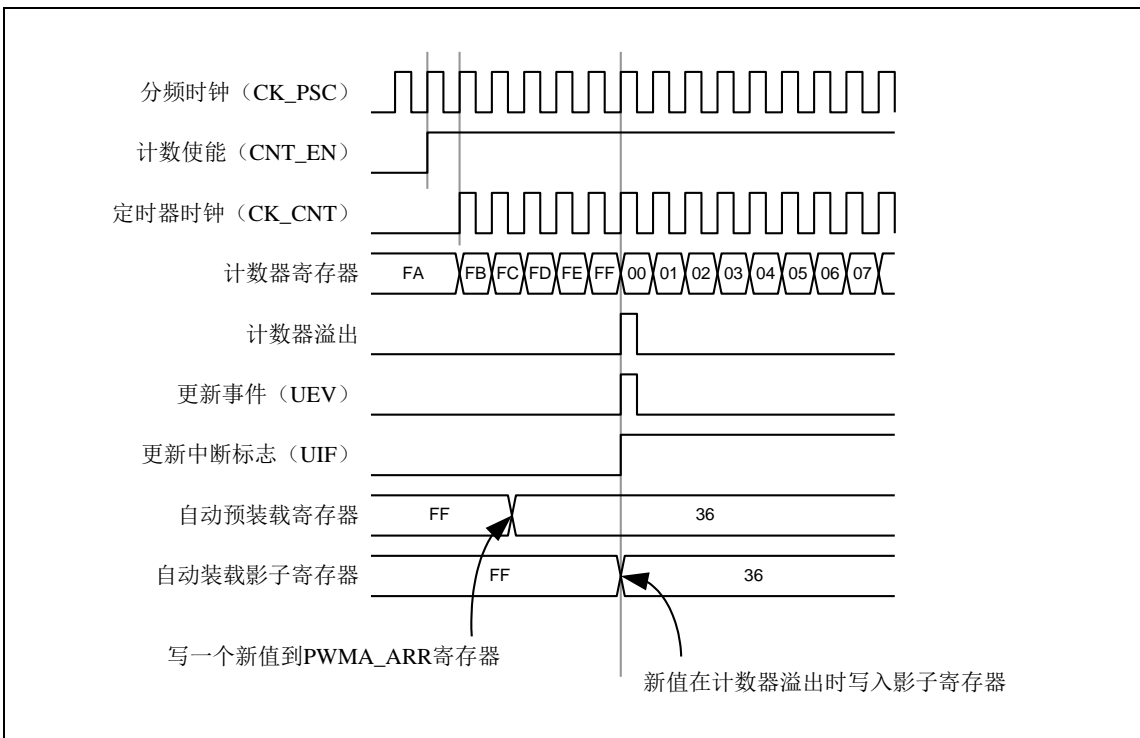 分频时钟（CK_PSC）
计数使能（CNT_EN）
定时器时钟（CK_CNT）
计数器寄存器 FA FB FC FD FE FF 00 01 02 03 04 05 06 07
计数器溢出
更新事件（UEV）
更新中断标志（UIF）
自动预装载寄存器 FF 36
自动装载影子寄存器 FF 36
写一个新值到PWMA_ARR寄存器
新值在计数器溢出时写入影子寄存器